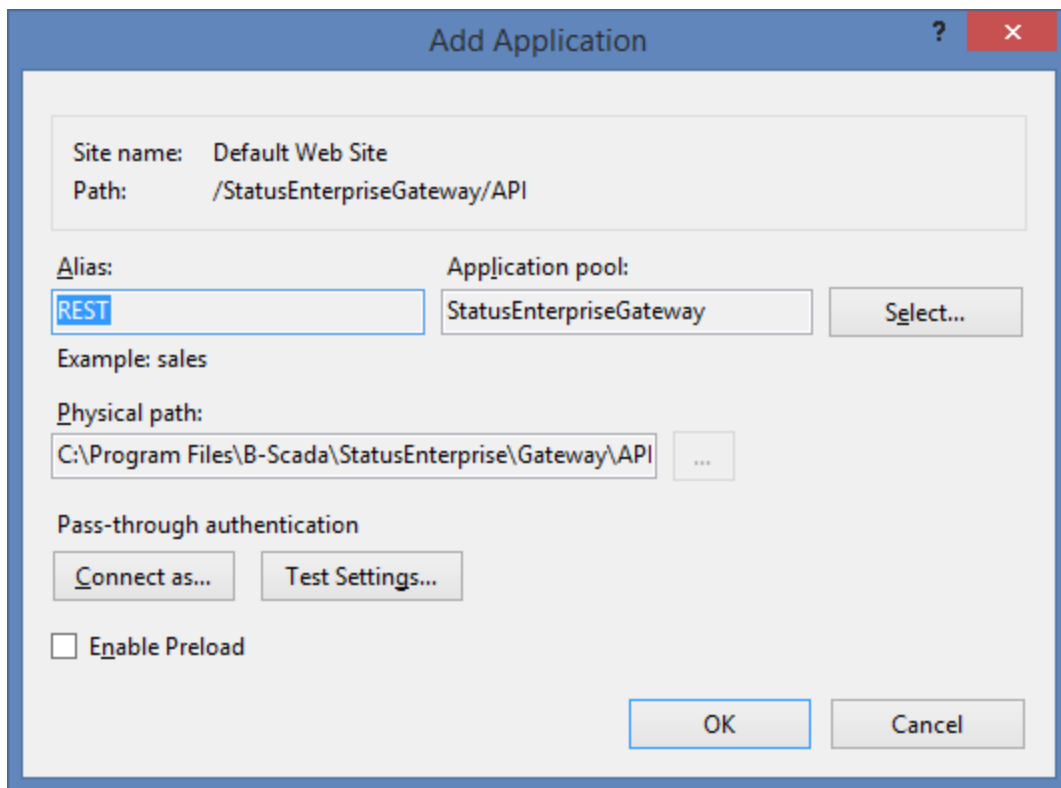 Add Application
?
Site name: Default Web Site
Path: /StatusEnterpriseGateway/API
Alias: Application pool:
REST StatusEnterpriseGateway Select...
Example: sales
Physical path:
C:\Program Files\B-Scada\StatusEnterprise\Gateway\API ...
Pass-through authentication
Connect as... Test Settings...
Enable Preload
OK Cancel